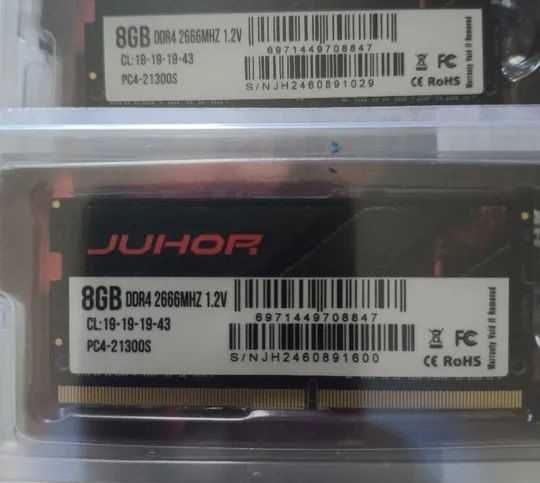 8GB DDR4 2666MHZ 1.2V
CL:19-19-19-43
PC4-21300S
6971449708847
S/NJH2460891029
FC
CE RoHS
Warranty Void if Removed
JUHOR
8GB DDR4 2666MHZ 1.2V
CL:19-19-19-43
PC4-21300S
6971449708847
S/NJH2460891600
FC
CE RoHS
Warranty Void if Removed